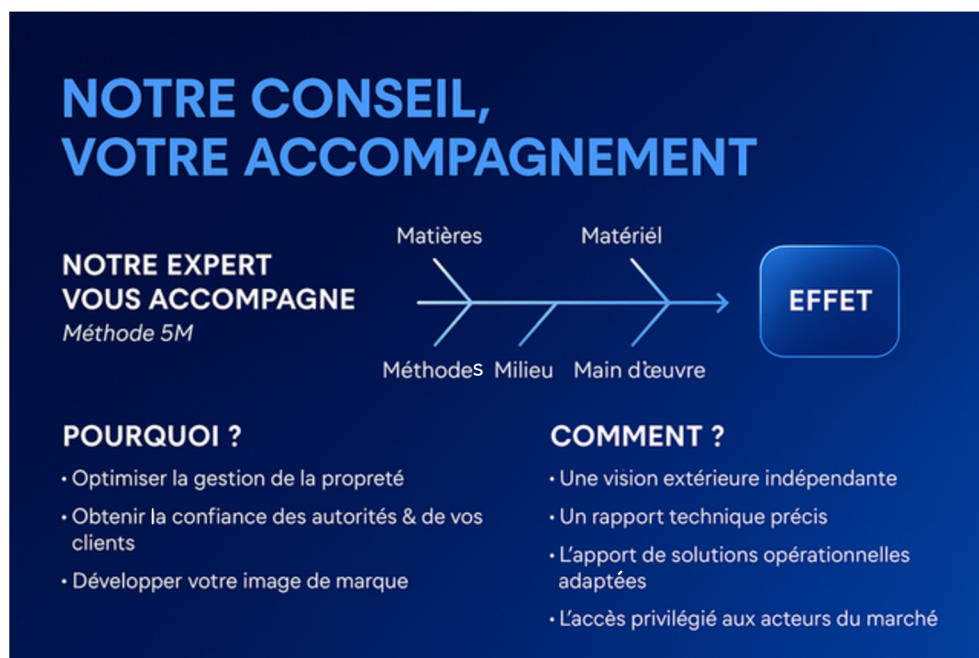 NOTRE CONSEIL,
VOTRE ACCOMPAGNEMENT
NOTRE EXPERT
VOUS ACCOMPAGNE
Méthode 5M
Matières
Matériél
Méthodes
Milieu
Main d'œuvre
EFFET
POURQUOI ?
• Optimiser la gestion de la propreté
• Obtenir la confiance des autorités & de vos
clients
• Développer votre image de marque
COMMENT ?
• Une vision extérieure indépendante
• Un rapport technique précis
• L'apport de solutions opérationnelles
adaptées
• L'accès privilégié aux acteurs du marché